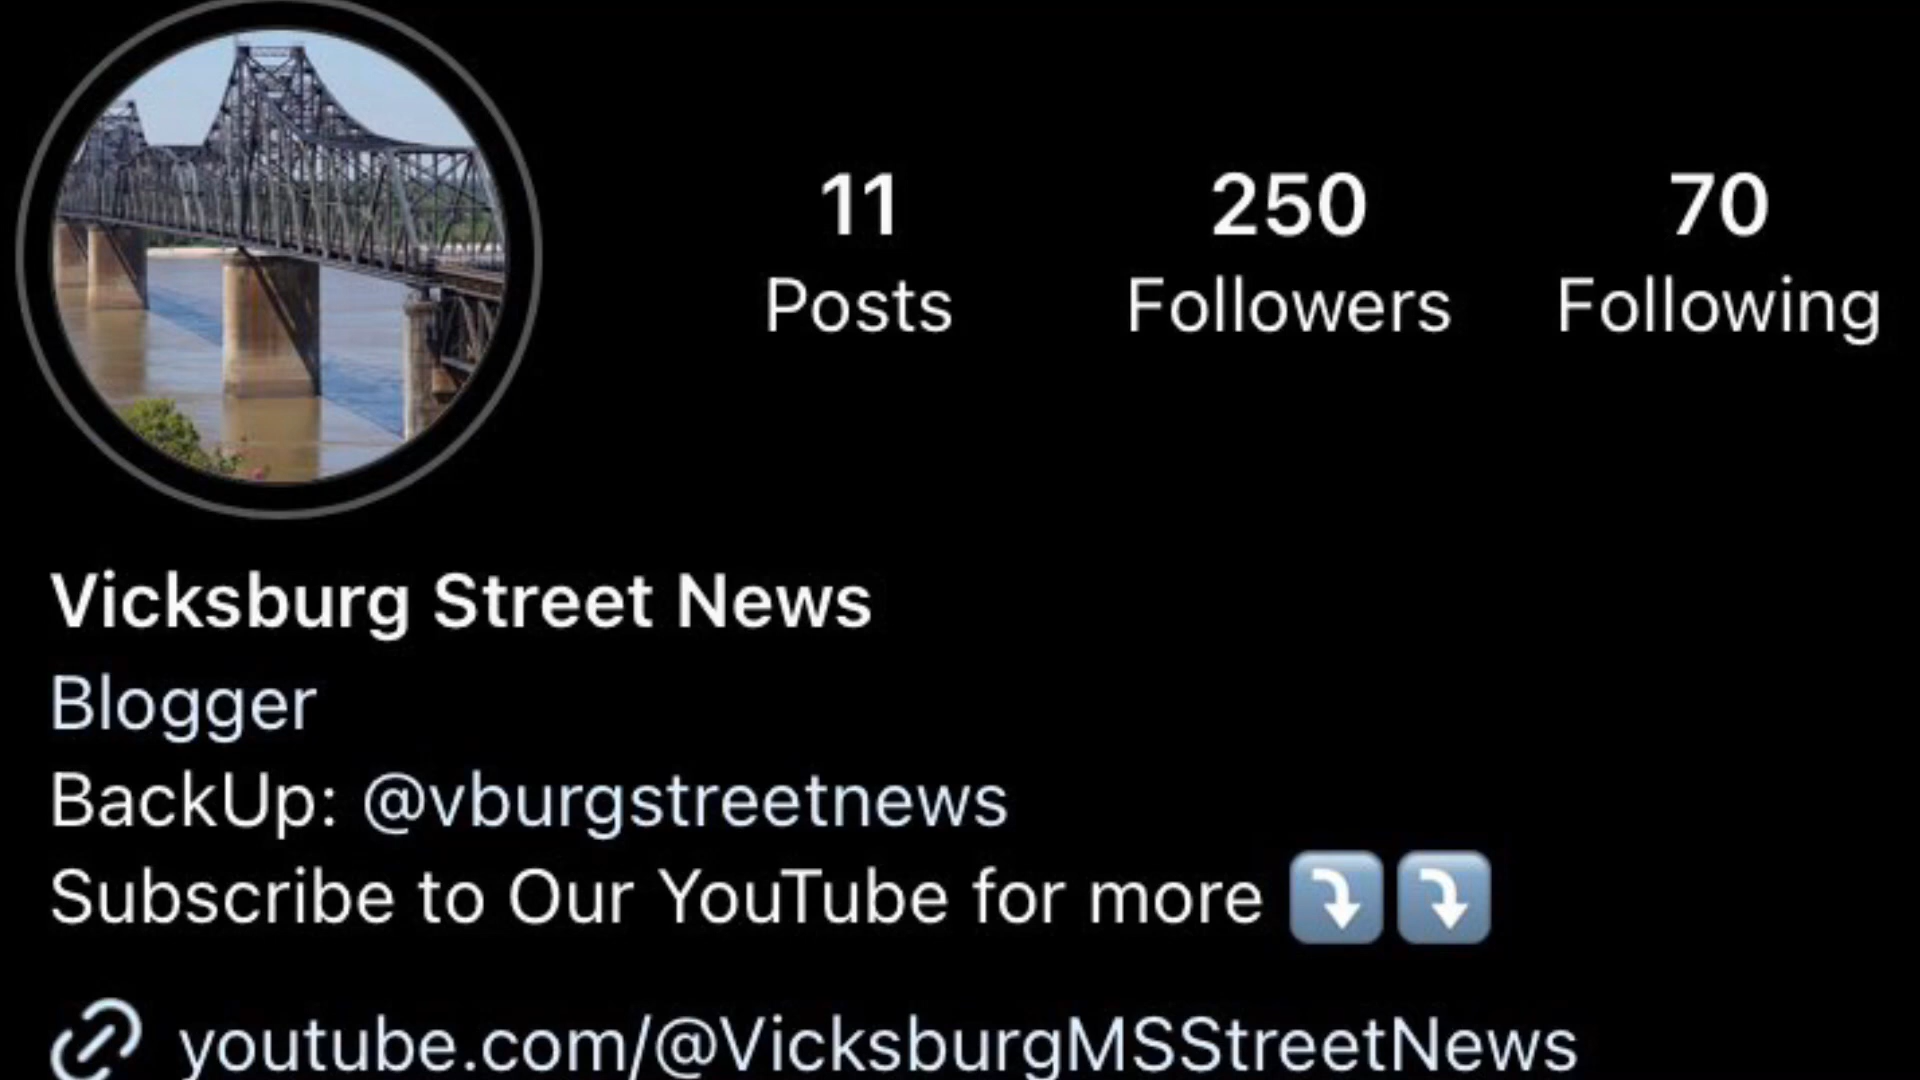 11 250 70
Posts Followers Following
Vicksburg Street News
Blogger
BackUp: @vburgstreetnews
Subscribe to Our YouTube for more ⤵️⤵️
youtube.com/@VicksburgMSStreetNews